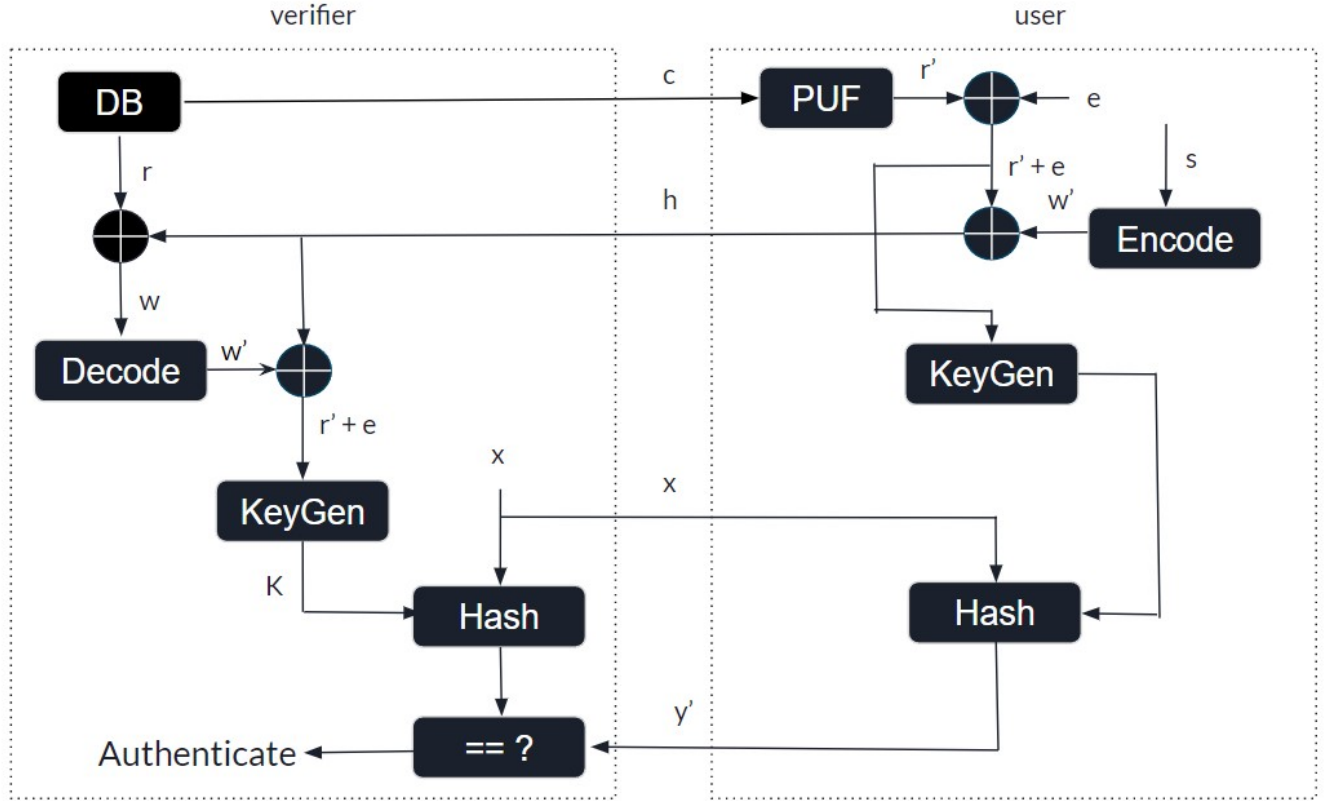 verifier
user
DB
c
PUF
r’
e
r
r’ + e
s
h
w’
Encode
w
Decode
w’
KeyGen
r’ + e
x
x
KeyGen
K
Hash
Hash
y’
== ?
Authenticate